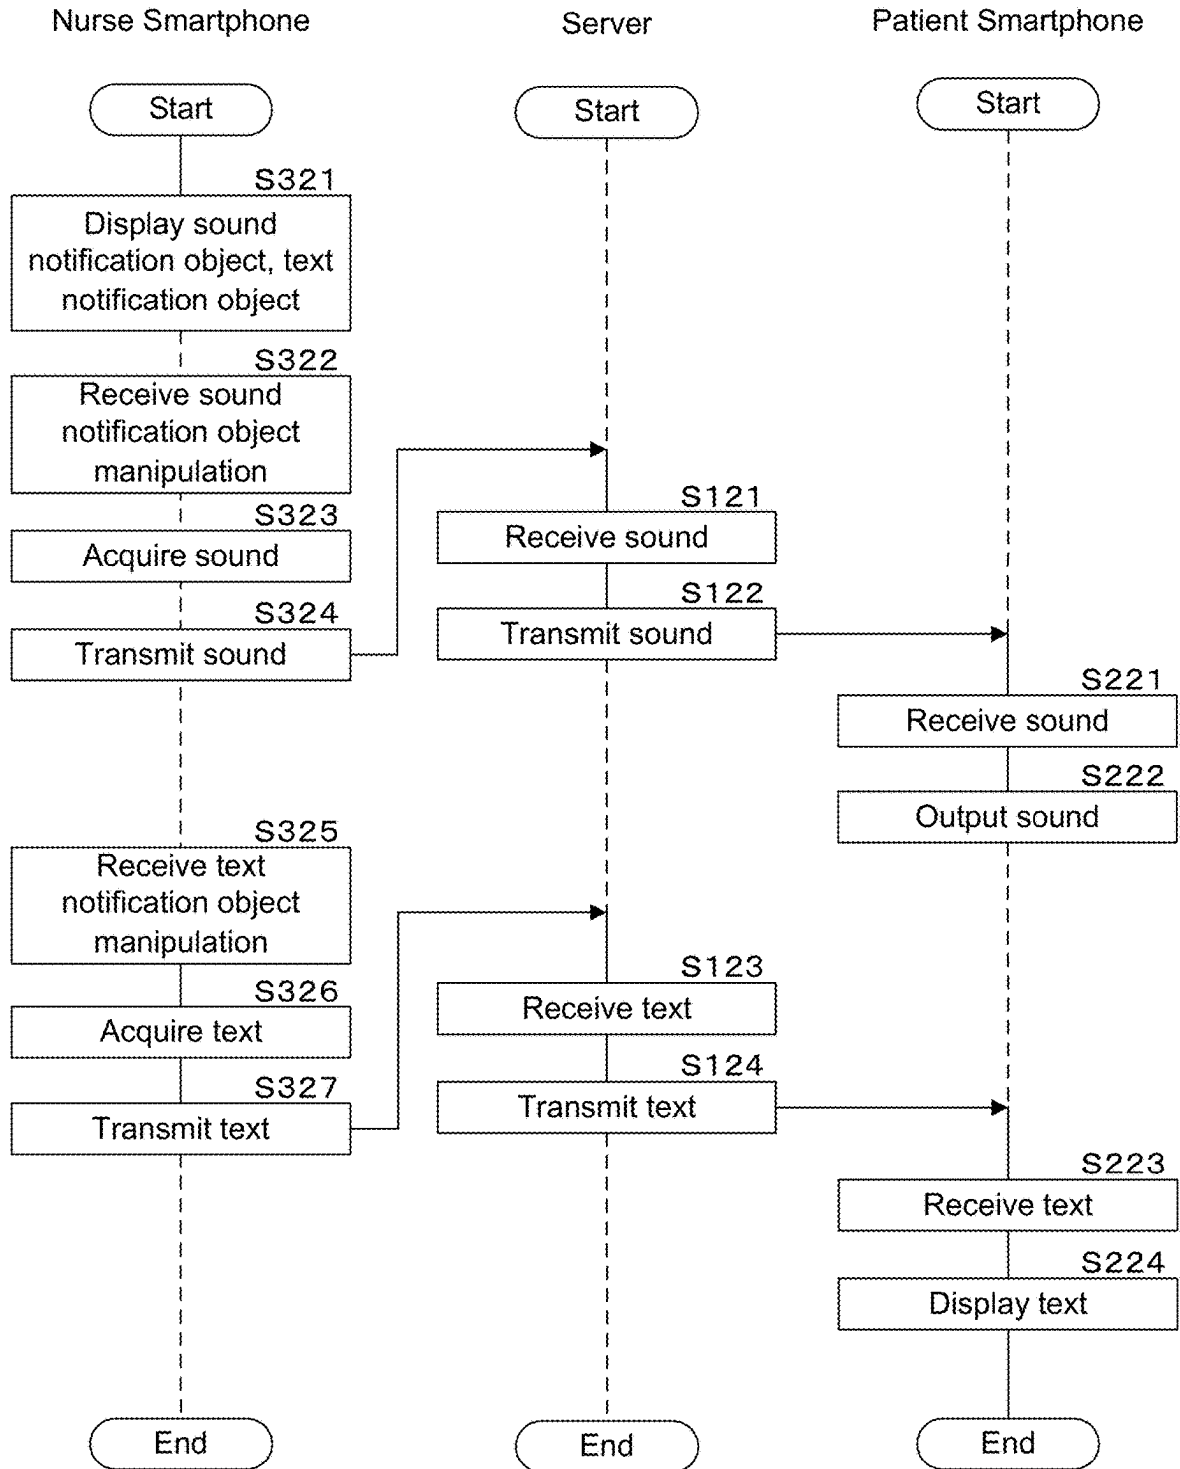 Nurse Smartphone
Server
Patient Smartphone
Start
Start
Start
S321
Display sound
notification object, text
notification object
S322
Receive sound
notification object
manipulation
S323
Acquire sound
S324
Transmit sound
S121
Receive sound
S122
Transmit sound
S221
Receive sound
S222
Output sound
S325
Receive text
notification object
manipulation
S326
Acquire text
S327
Transmit text
S123
Receive text
S124
Transmit text
S223
Receive text
S224
Display text
End
End
End